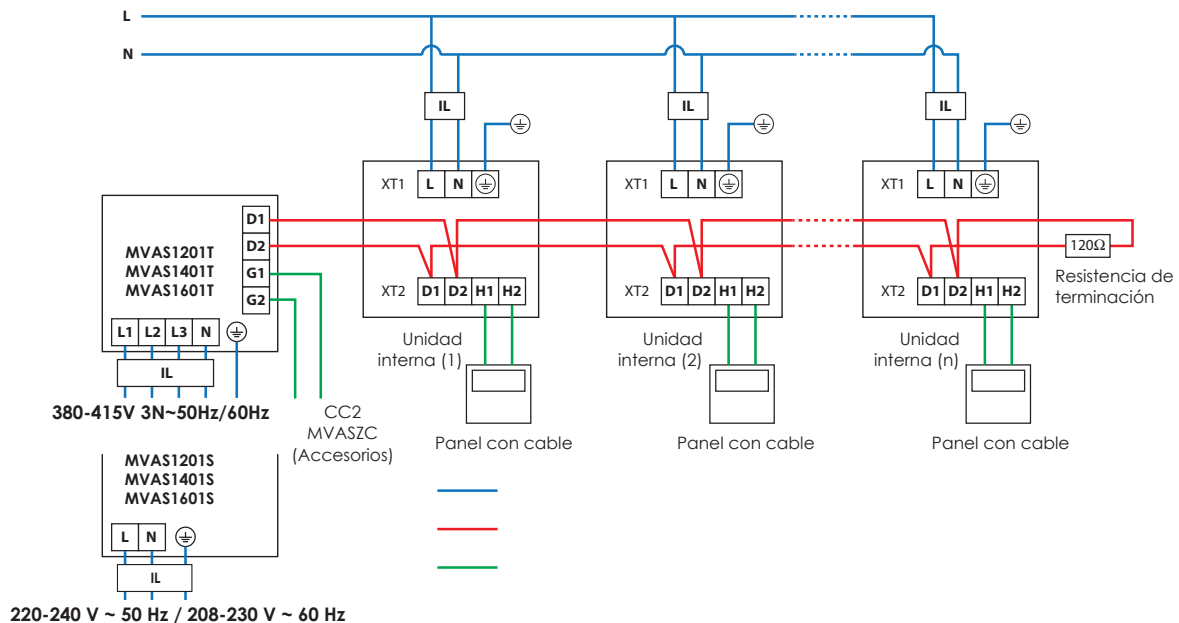 L
N
IL
IL
IL
XT1 L N
XT1 L N
XT1 L N
D1
D2
G1
G2
MVAS1201T
MVAS1401T
MVAS1601T
120Ω
Resistencia de
terminación
XT2 D1 D2 H1 H2
XT2 D1 D2 H1 H2
XT2 D1 D2 H1 H2
L1 L2 L3 N
IL
Unidad
interna (1)
Unidad
interna (2)
Unidad
interna (n)
380-415V 3N~50Hz/60Hz
CC2
MVASZC
(Accesorios)
Panel con cable
Panel con cable
Panel con cable
MVAS1201S
MVAS1401S
MVAS1601S
L N
IL
220-240 V ~ 50 Hz / 208-230 V ~ 60 Hz